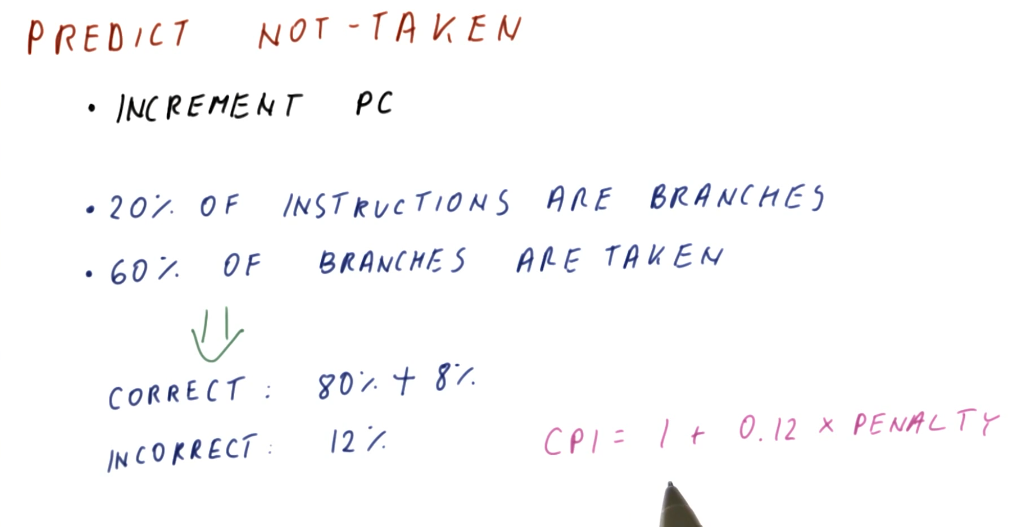 PREDICT NOT-TAKEN
• INCREMENT PC
• 20% OF INSTRUCTIONS ARE BRANCHES
• 60% OF BRANCHES ARE TAKEN
CORRECT: 80% + 8%
INCORRECT: 12%
CPI = 1 + 0.12 × PENALTY